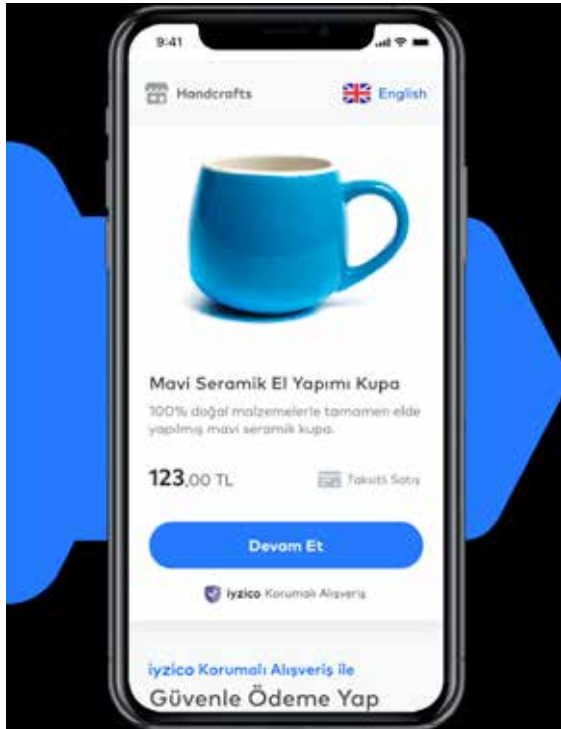 9:41
Handcrafts
English
Mavi Seramik El Yapımı Kupa
100% doğal malzemelerle tamamen elde
yapılmış mavi seramik kupa.
123,00 TL
Taksitli Satış
Devam Et
iyzico Korumalı Alışveriş
iyzico Korumalı Alışveriş ile
Güvenle Ödeme Yap